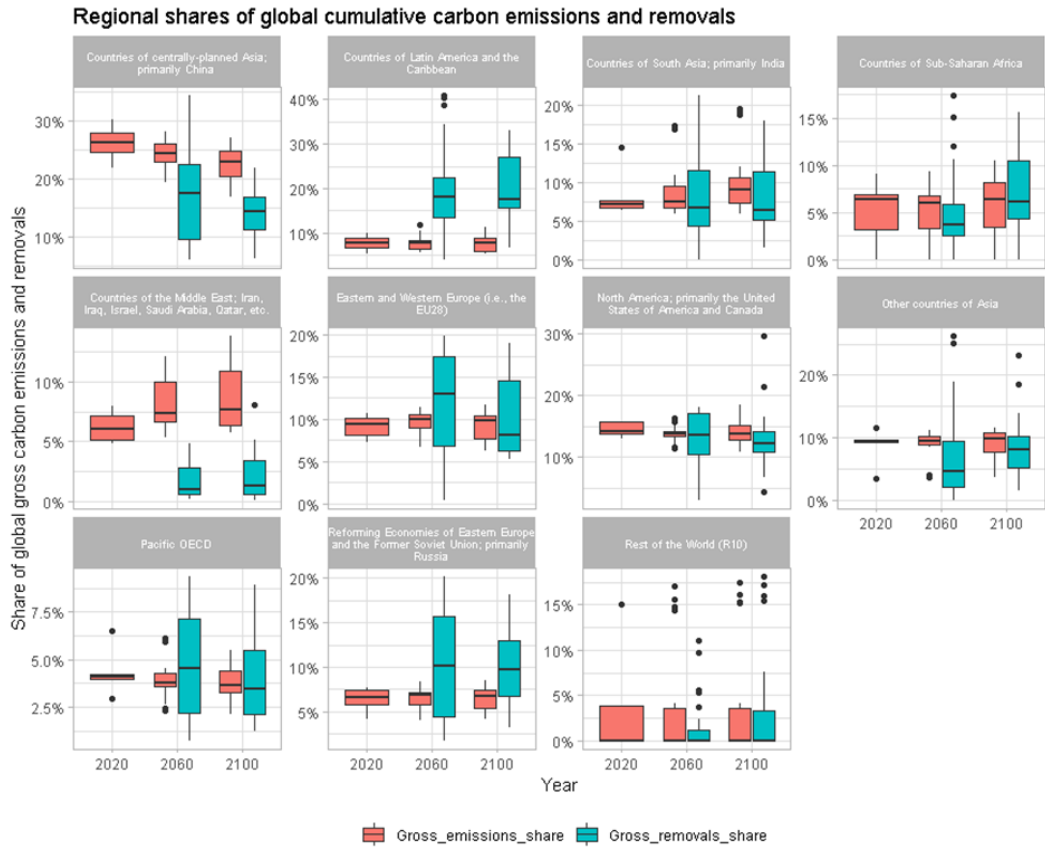 Regional shares of global cumulative carbon emissions and removals
Share of global gross carbon emissions and removals
Countries of centrally-planned Asia;
primarily China
30%
20%
10%
Countries of Latin America and the
Caribbean
40%
30%
20%
10%
Countries of South Asia; primarily India
20%
15%
10%
5%
0%
Countries of Sub-Saharan Africa
15%
10%
5%
0%
Countries of the Middle East; Iran,
Iraq, Israel, Saudi Arabia, Qatar, etc.
10%
5%
0%
Eastern and Western Europe (i.e., the
EU28)
20%
15%
10%
5%
0%
North America; primarily the United
States of America and Canada
30%
20%
10%
Other countries of Asia
20%
10%
0%
2020 2060 2100
Pacific OECD
7.5%
5.0%
2.5%
2020 2060 2100
Reforming Economies of Eastern Europe
and the Former Soviet Union; primarily
Russia
20%
15%
10%
5%
2020 2060 2100
Rest of the World (R10)
15%
10%
5%
0%
2020 2060 2100
Year
Gross_emissions_share Gross_removals_share